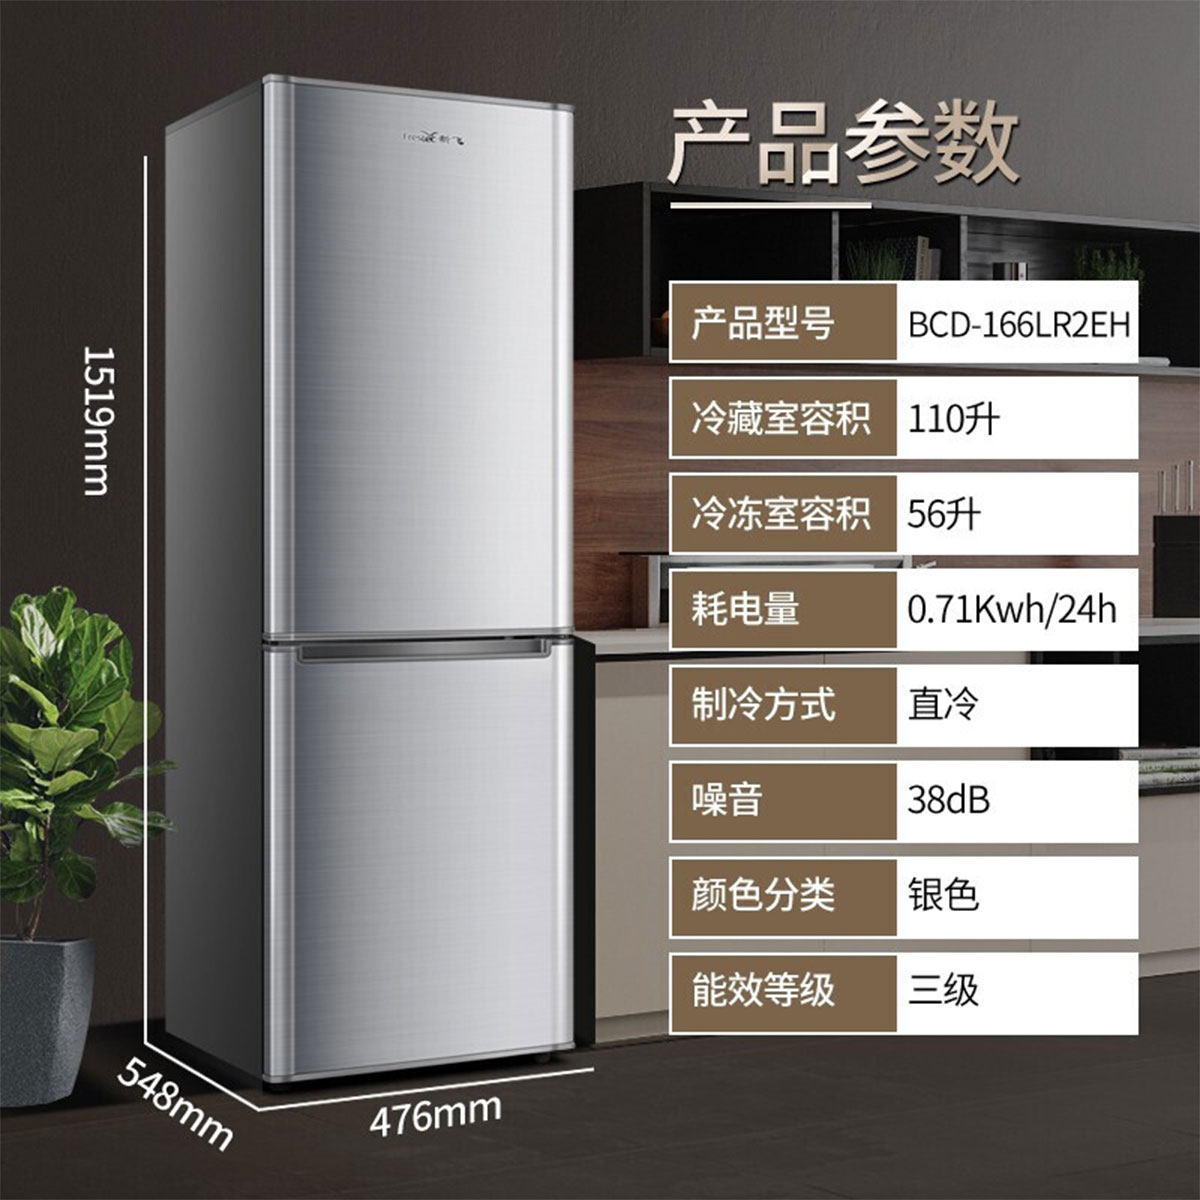 Frestec 新飞
产品参数
产品型号 BCD-166LR2EH
冷藏室容积 110升
冷冻室容积 56升
耗电量 0.71Kwh/24h
制冷方式 直冷
噪音 38dB
颜色分类 银色
能效等级 三级
1519mm
548mm
476mm